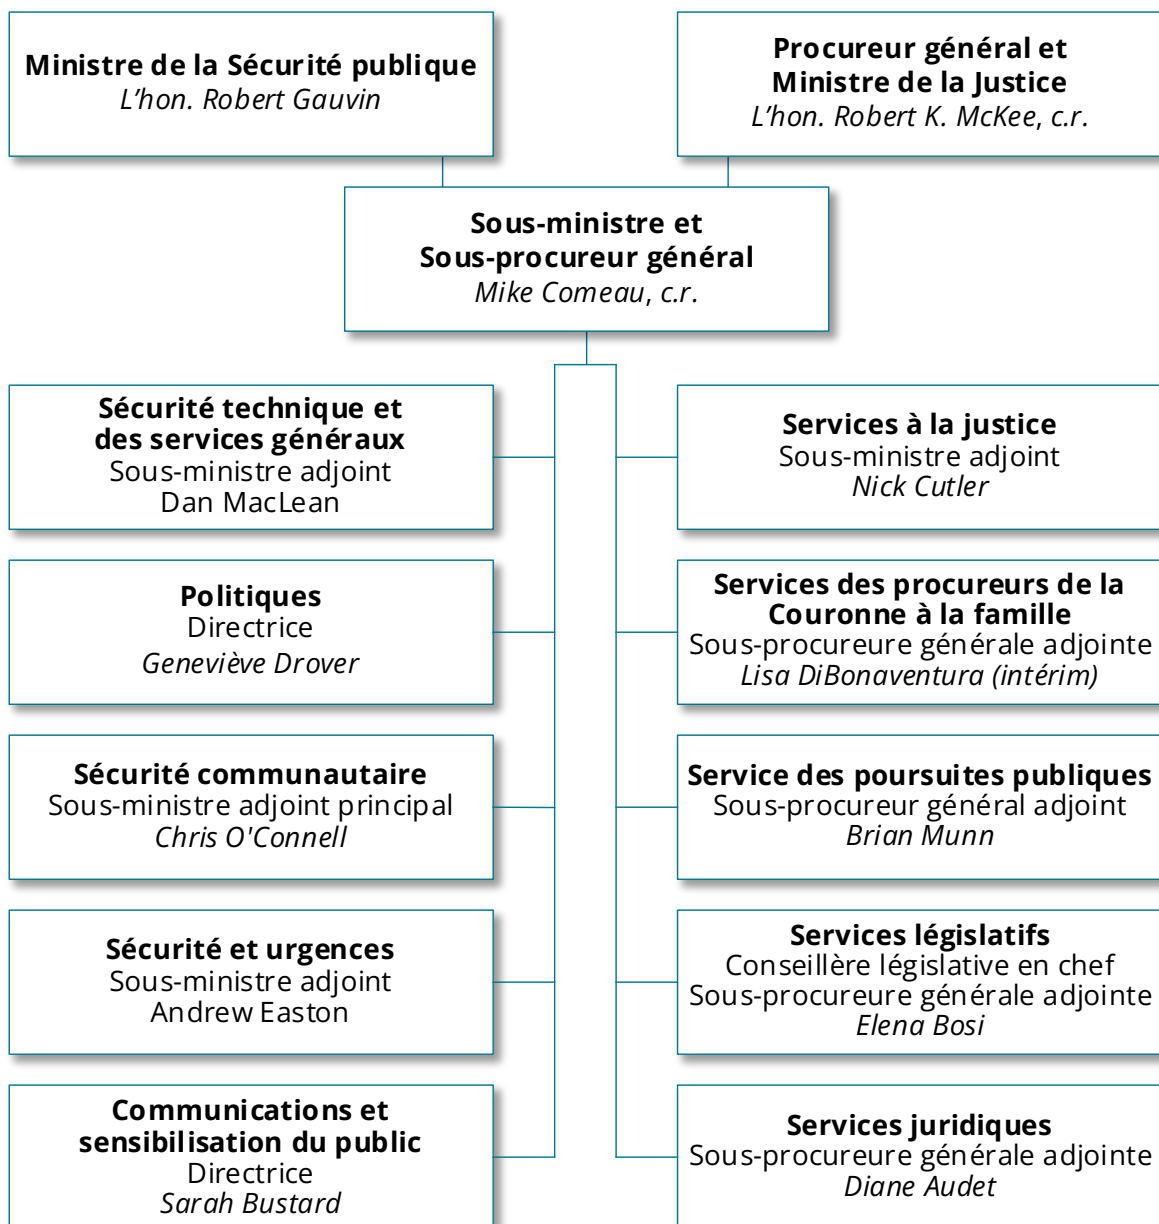 Ministre de la Sécurité publique
L'hon. Robert Gauvin
Procureur général et
Ministre de la Justice
L'hon. Robert K. McKee, c.r.
Sous-ministre et
Sous-procureur général
Mike Comeau, c.r.
Sécurité technique et
des services généraux
Sous-ministre adjoint
Dan MacLean
Services à la justice
Sous-ministre adjoint
Nick Cutler
Politiques
Directrice
Geneviève Drover
Services des procureurs de la
Couronne à la famille
Sous-procureure générale adjointe
Lisa DiBonaventura (intérim)
Sécurité communautaire
Sous-ministre adjoint principal
Chris O'Connell
Service des poursuites publiques
Sous-procureur général adjoint
Brian Munn
Sécurité et urgences
Sous-ministre adjoint
Andrew Easton
Services législatifs
Conseillère législative en chef
Sous-procureure générale adjointe
Elena Bosi
Communications et
sensibilisation du public
Directrice
Sarah Bustard
Services juridiques
Sous-procureure générale adjointe
Diane Audet